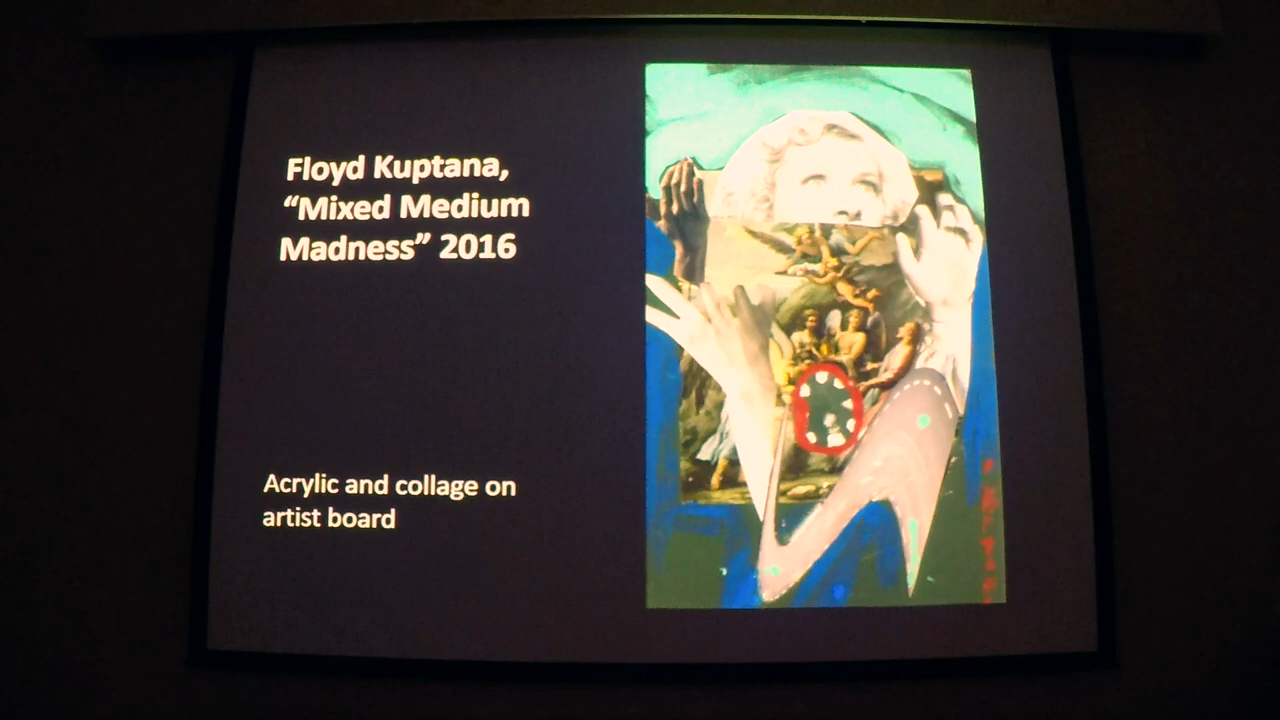 Floyd Kuptana,
“Mixed Medium
Madness” 2016
Acrylic and collage on
artist board